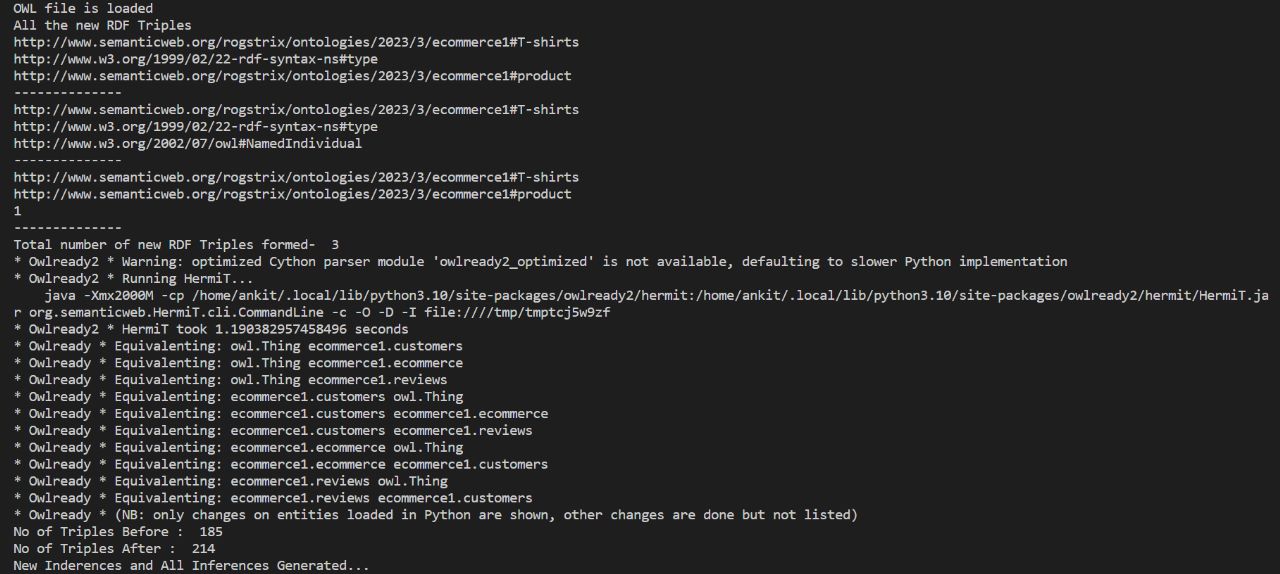 OWL file is loaded
All the new RDF Triples
http://www.semanticweb.org/rogstrix/ontologies/2023/3/ecommerce1#T-shirts
http://www.w3.org/1999/02/22-rdf-syntax-ns#type
http://www.semanticweb.org/rogstrix/ontologies/2023/3/ecommerce1#product
--------------
http://www.semanticweb.org/rogstrix/ontologies/2023/3/ecommerce1#T-shirts
http://www.w3.org/1999/02/22-rdf-syntax-ns#type
http://www.w3.org/2002/07/owl#NamedIndividual
--------------
http://www.semanticweb.org/rogstrix/ontologies/2023/3/ecommerce1#T-shirts
http://www.semanticweb.org/rogstrix/ontologies/2023/3/ecommerce1#product
1
--------------
Total number of new RDF Triples formed-  3
* Owlready2 * Warning: optimized Cython parser module 'owlready2_optimized' is not available, defaulting to slower Python implementation
* Owlready2 * Running HermiT...
    java -Xmx2000M -cp /home/ankit/.local/lib/python3.10/site-packages/owlready2/hermit:/home/ankit/.local/lib/python3.10/site-packages/owlready2/hermit/HermiT.ja
r org.semanticweb.HermiT.cli.CommandLine -c -O -D -I file:////tmp/tmptcj5w9zf
* Owlready2 * HermiT took 1.190382957458496 seconds
* Owlready * Equivalenting: owl.Thing ecommerce1.customers
* Owlready * Equivalenting: owl.Thing ecommerce1.ecommerce
* Owlready * Equivalenting: owl.Thing ecommerce1.reviews
* Owlready * Equivalenting: ecommerce1.customers owl.Thing
* Owlready * Equivalenting: ecommerce1.customers ecommerce1.ecommerce
* Owlready * Equivalenting: ecommerce1.customers ecommerce1.reviews
* Owlready * Equivalenting: ecommerce1.ecommerce owl.Thing
* Owlready * Equivalenting: ecommerce1.ecommerce ecommerce1.customers
* Owlready * Equivalenting: ecommerce1.reviews owl.Thing
* Owlready * Equivalenting: ecommerce1.reviews ecommerce1.customers
* Owlready * (NB: only changes on entities loaded in Python are shown, other changes are done but not listed)
No of Triples Before :  185
No of Triples After :  214
New Inderences and All Inferences Generated...